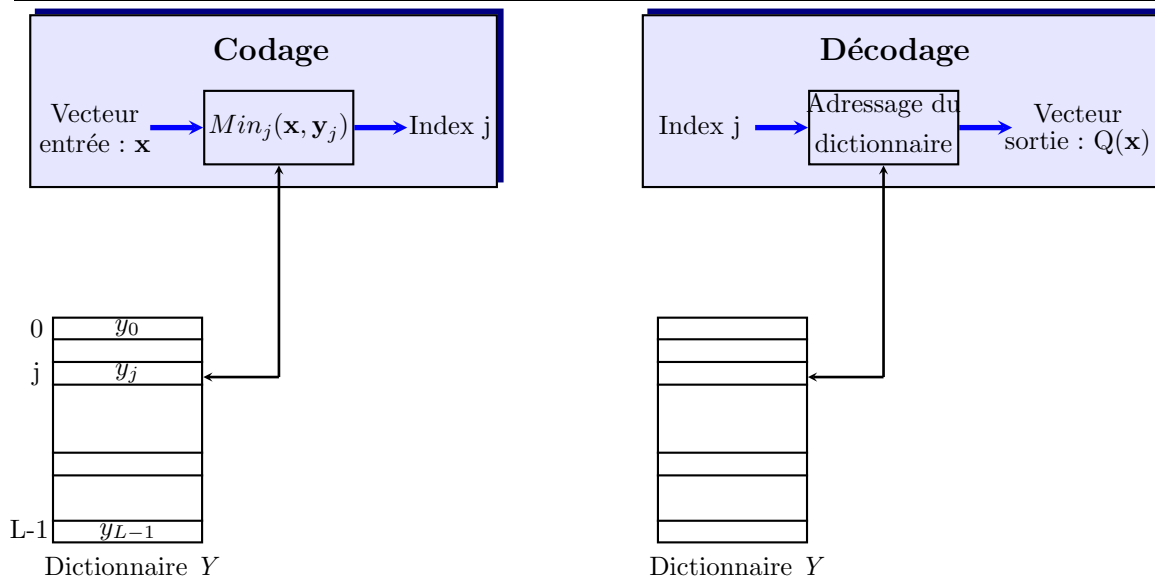 Codage
Vecteur
entrée : x
Min_j(x, y_j)
Index j
0
y_0
j
y_j
L-1
y_{L−1}
Dictionnaire Y
Décodage
Index j
Adressage du
dictionnaire
Vecteur
sortie : Q(x)
Dictionnaire Y